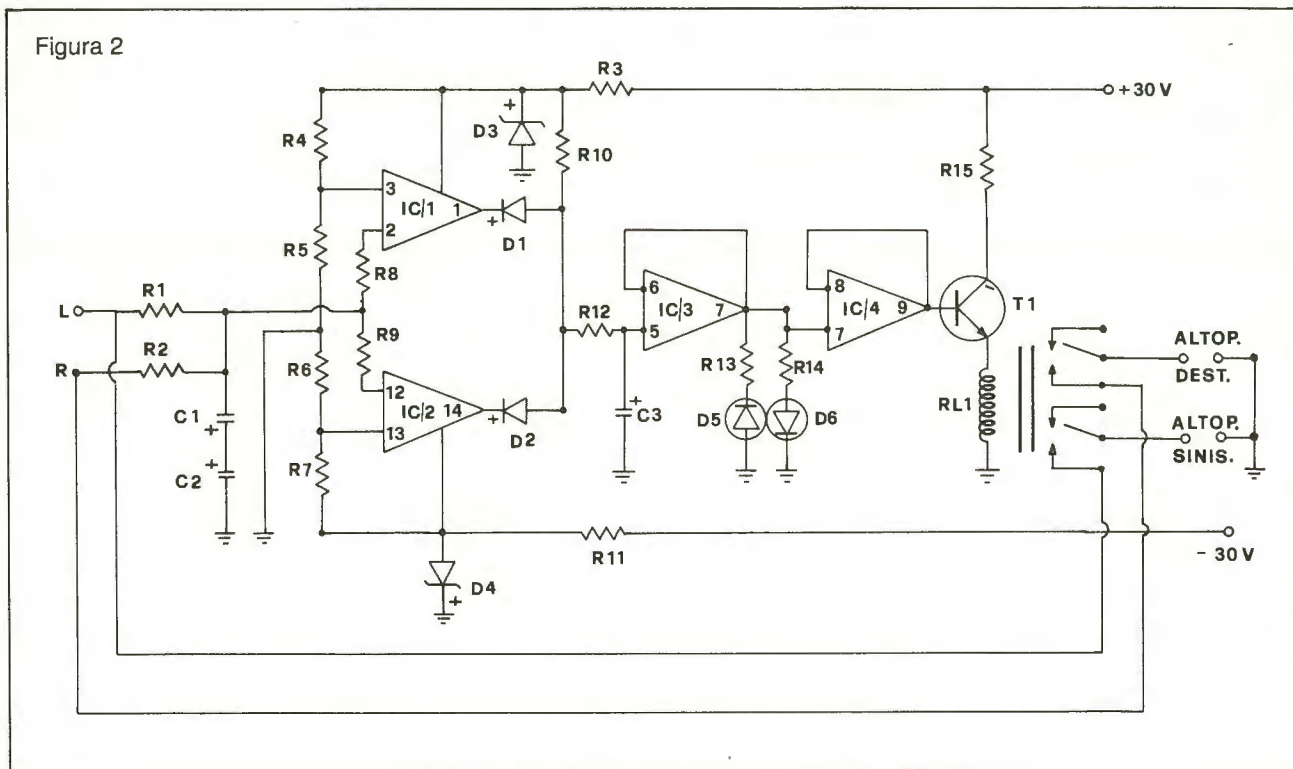 Figura 2
R3
+30 V
R4
D3
+
R10
R15
3
IC/1
1
2
+
D1
R5
R8
T1
L
R1
6
IC/3
7
8
IC/4
9
R12
5
7
R
R2
R9
R6
R13
R14
RL1
ALTOP.
DEST.
12
IC/2
14
13
+
D2
C1
+
+
C3
D5
D6
ALTOP.
SINIS.
+
C2
R7
R11
- 30 V
D4
+